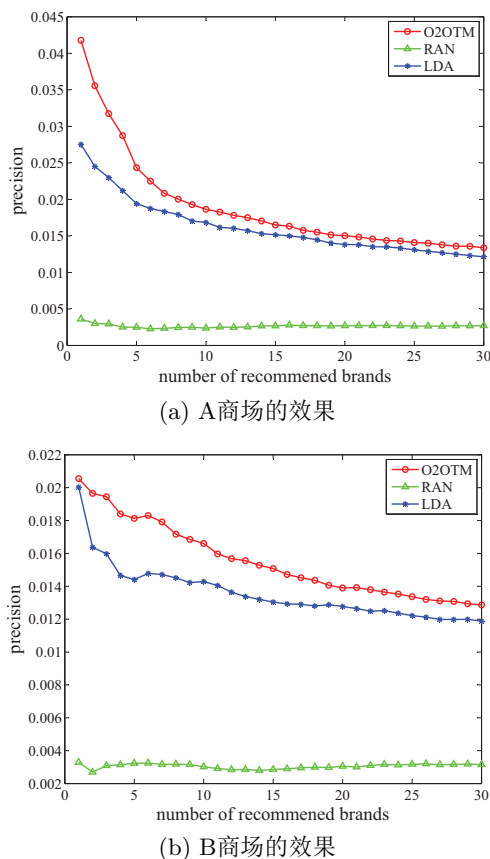 0.045
0.04
0.035
0.03
0.025
0.02
0.015
0.01
0.005
0
precision
O2OTM
RAN
LDA
0 5 10 15 20 25 30
number of recommened brands
(a) A商场的效果
0.022
0.02
0.018
0.016
0.014
0.012
0.01
0.008
0.006
0.004
0.002
precision
O2OTM
RAN
LDA
0 5 10 15 20 25 30
number of recommened brands
(b) B商场的效果